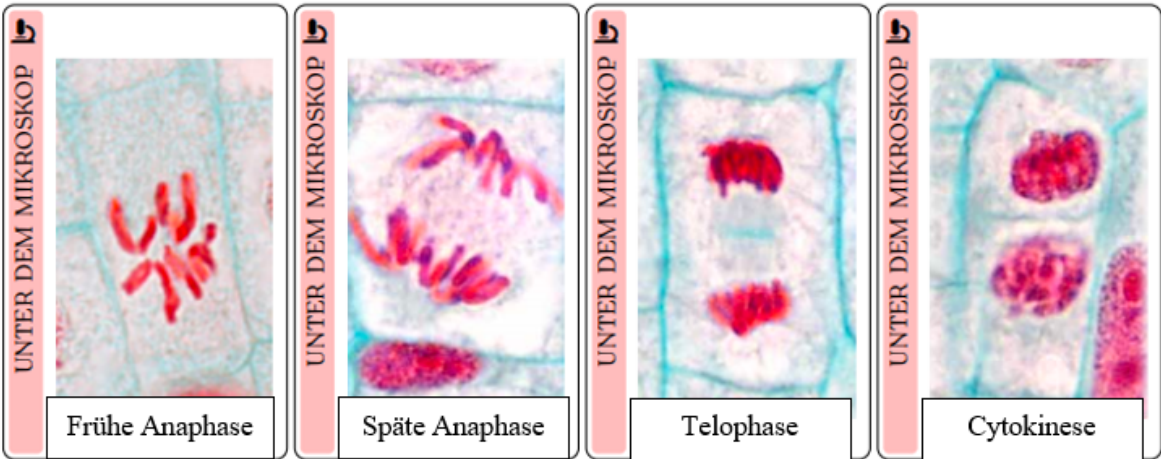 UNTER DEM MIKROSKOP
Frühe Anaphase
UNTER DEM MIKROSKOP
Späte Anaphase
UNTER DEM MIKROSKOP
Telophase
UNTER DEM MIKROSKOP
Cytokinese